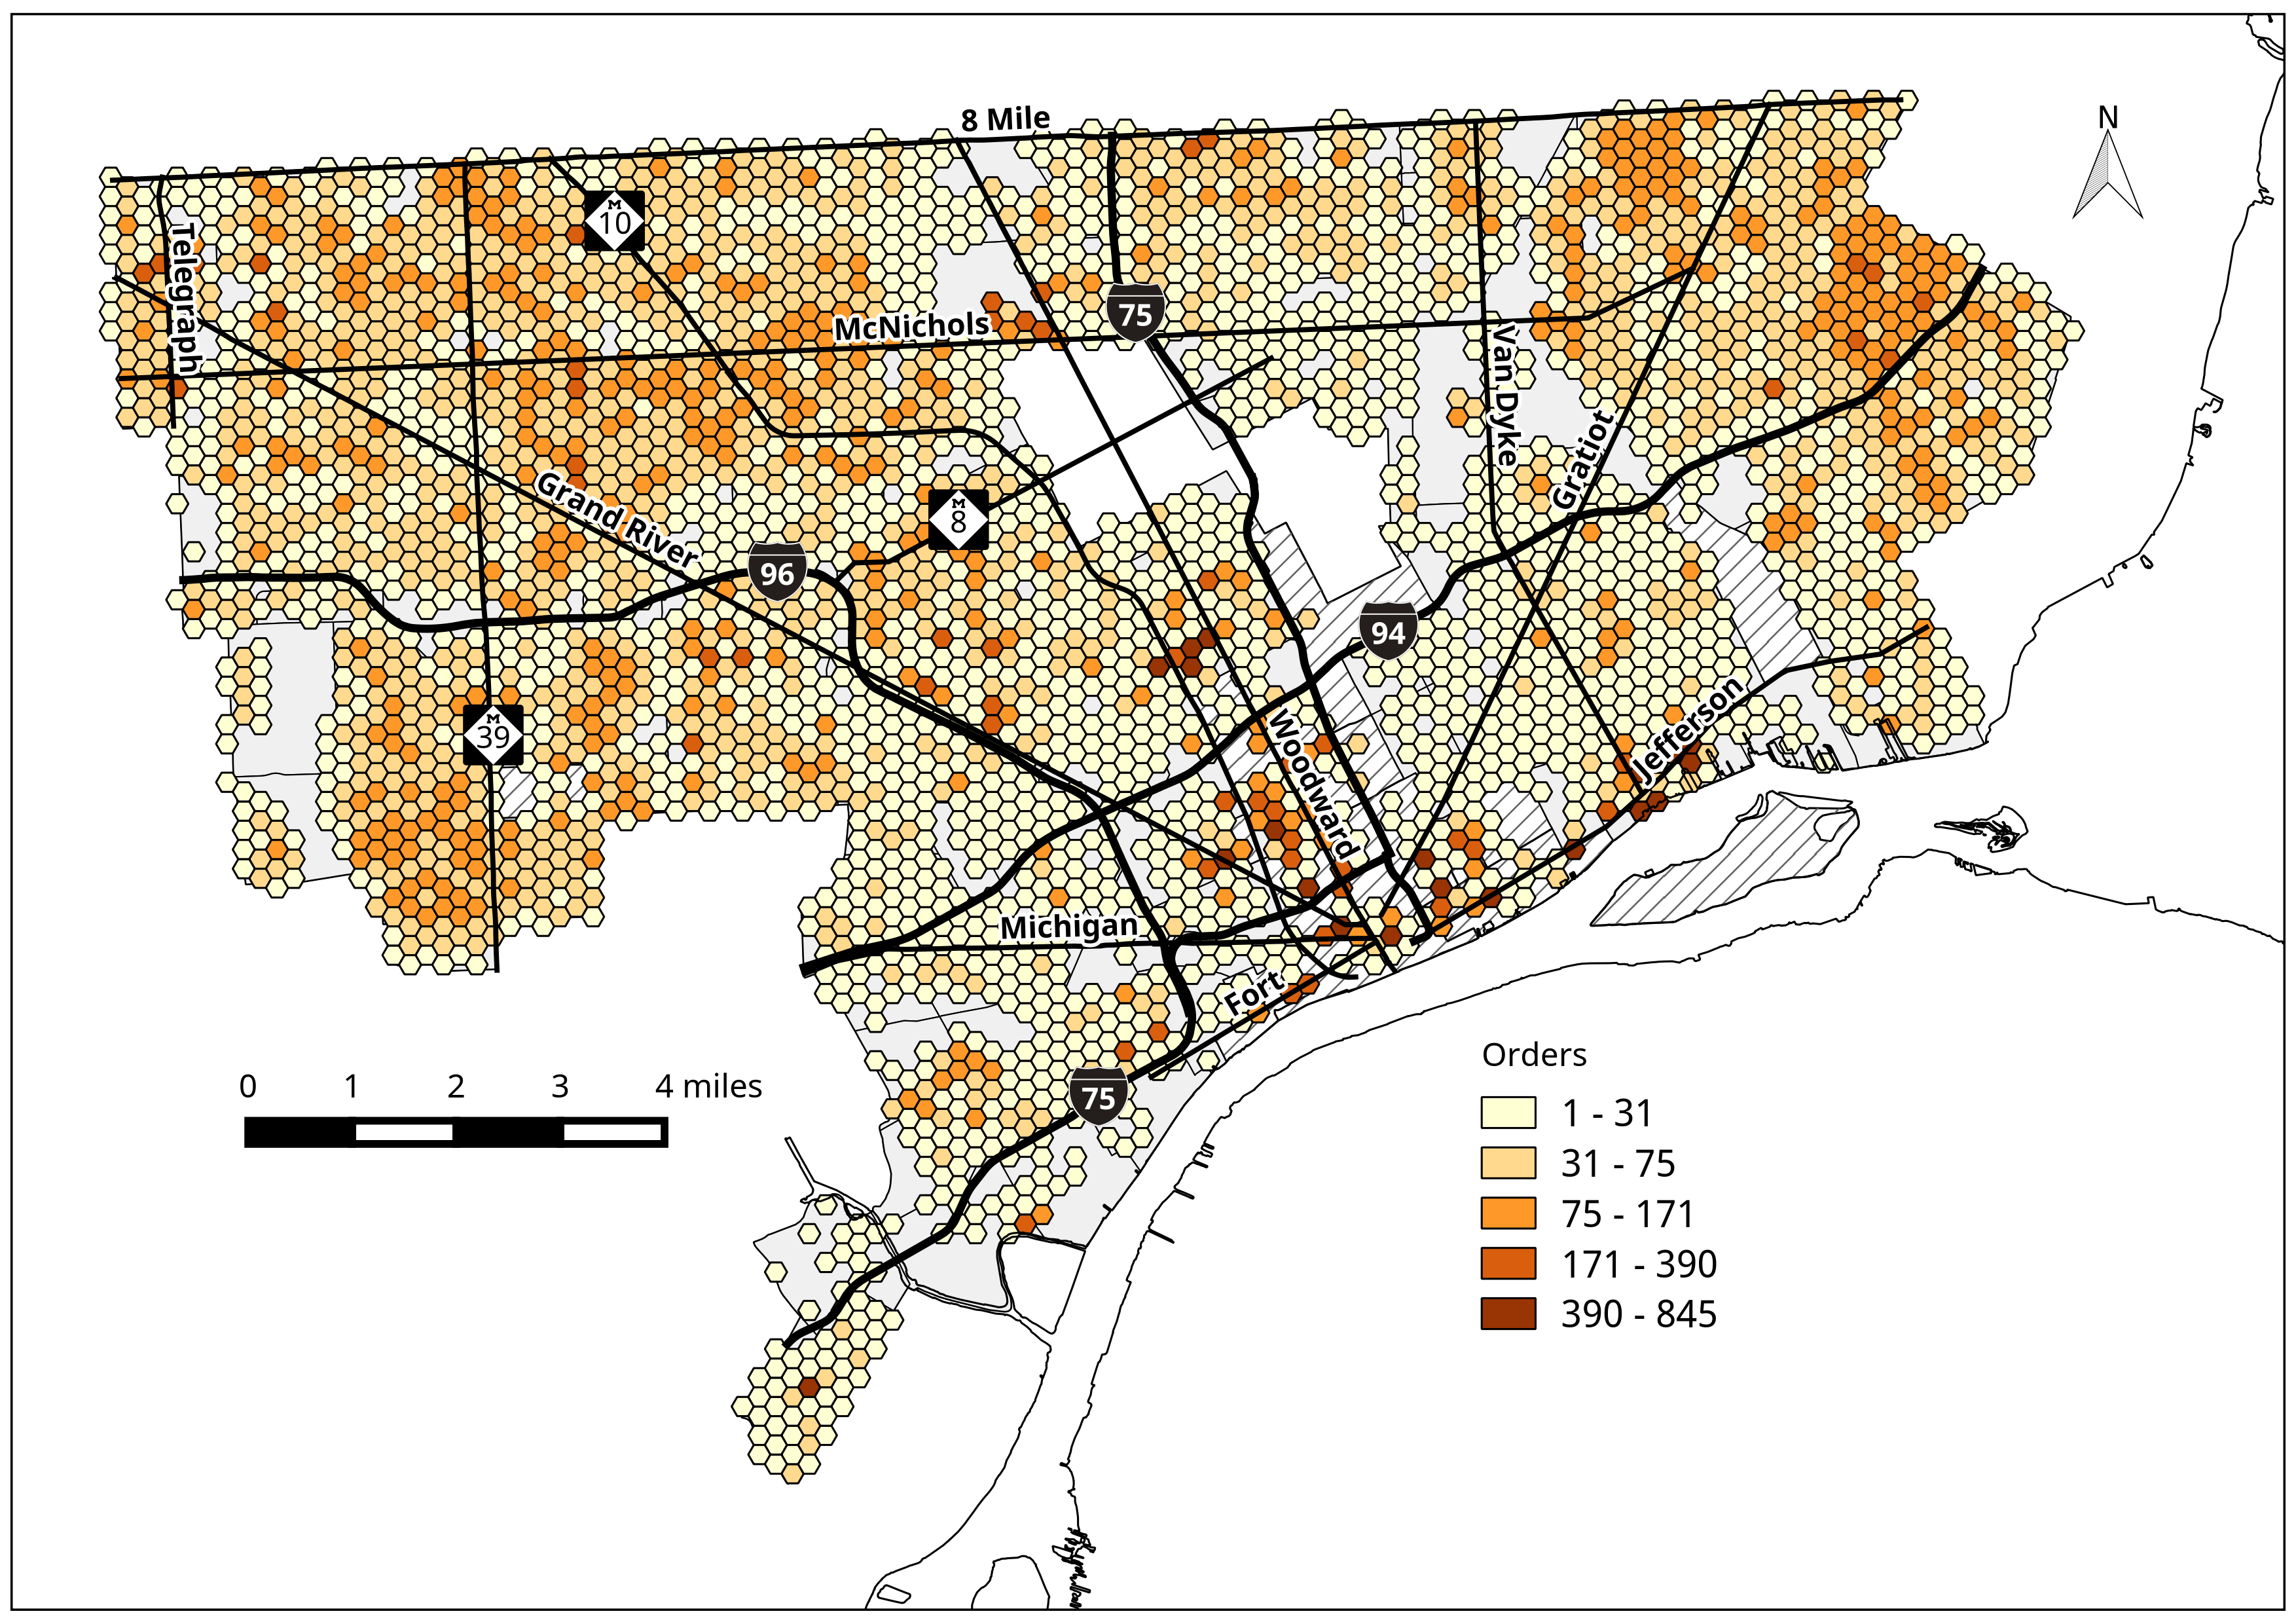 8 Mile
N
M
10
Telegraph
75
McNichols
Van Dyke
Gratiot
Grand River
M
8
96
94
M
39
Woodward
Jefferson
Michigan
Fort
75
Orders
1 - 31
31 - 75
75 - 171
171 - 390
390 - 845
0 1 2 3 4 miles